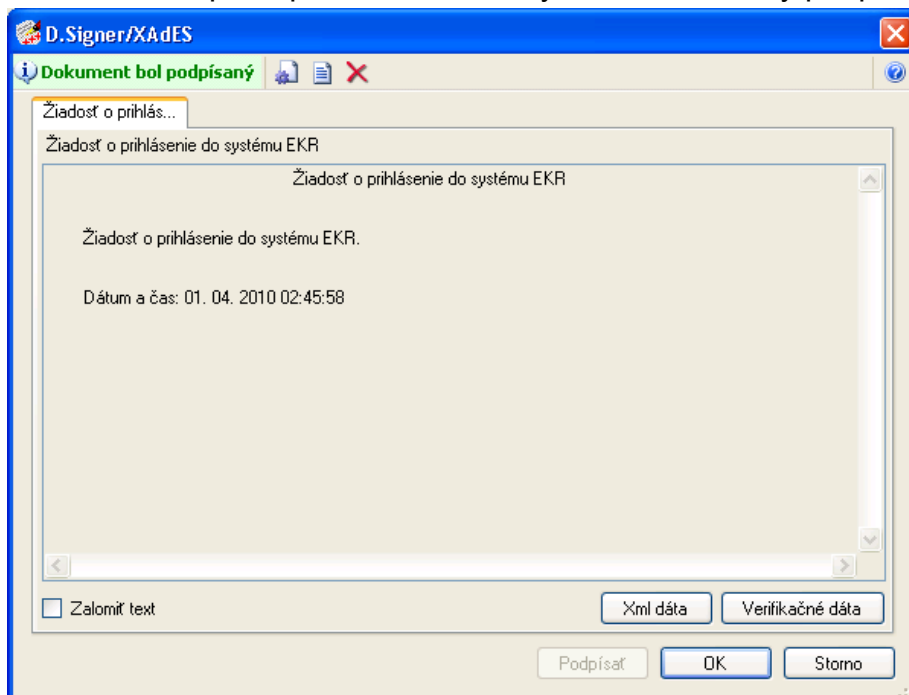 D.Signer/XAdES
Dokument bol podpísaný
Žiadosť o prihlás...
Žiadosť o prihlásenie do systému EKR
Žiadosť o prihlásenie do systému EKR
Žiadosť o prihlásenie do systému EKR.
Dátum a čas: 01. 04. 2010 02:45:58
Zalomiť text
Xml dáta
Verifikačné dáta
Podpísať
OK
Storno